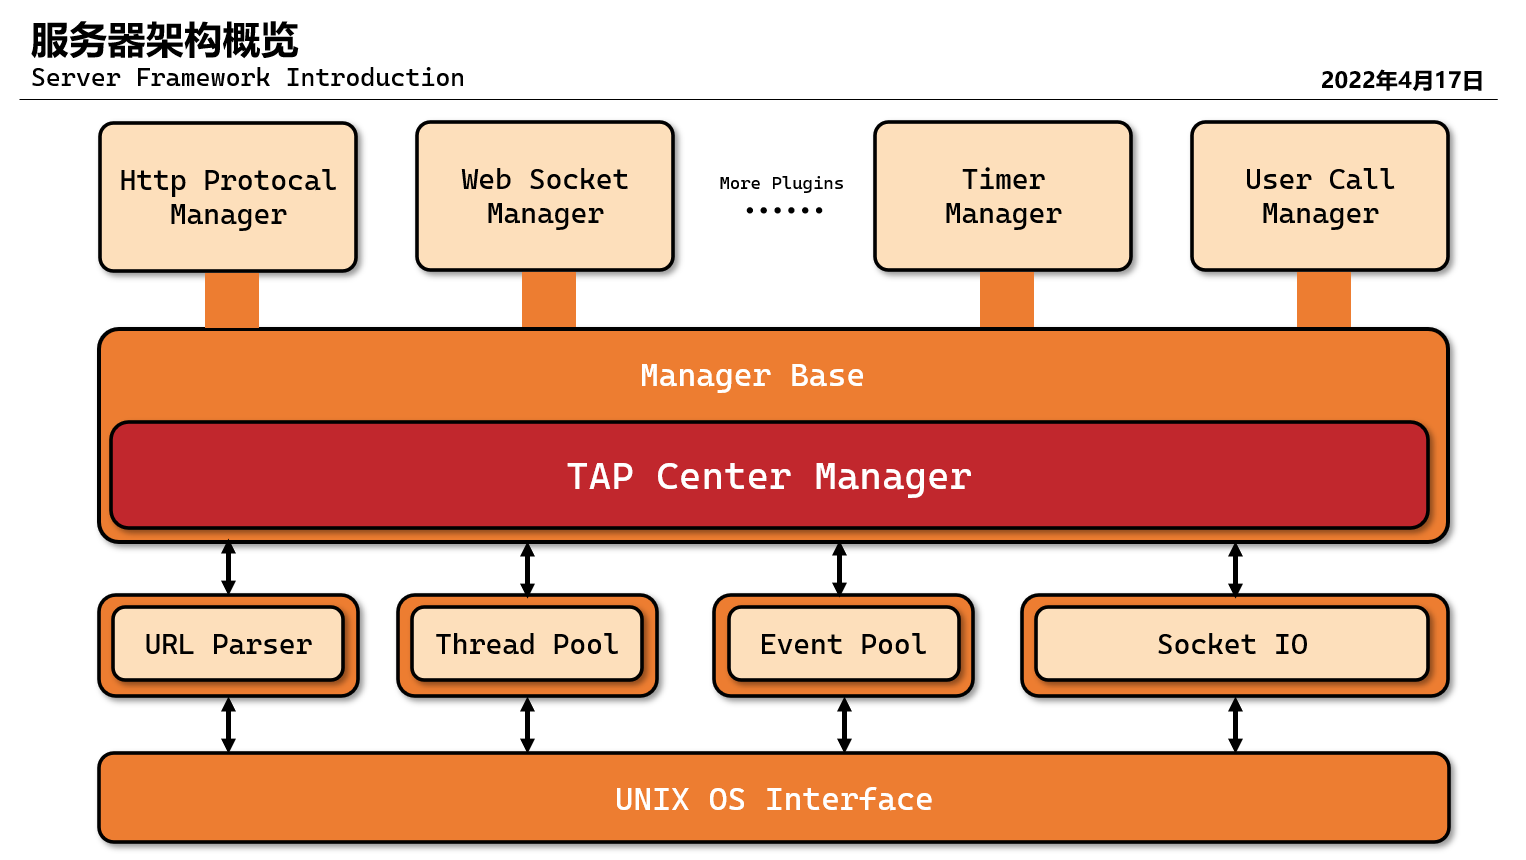 服务器架构概览
Server Framework Introduction
2022年4月17日
Http Protocal
Manager
Web Socket
Manager
More Plugins
······
Timer
Manager
User Call
Manager
Manager Base
TAP Center Manager
URL Parser
Thread Pool
Event Pool
Socket IO
UNIX OS Interface